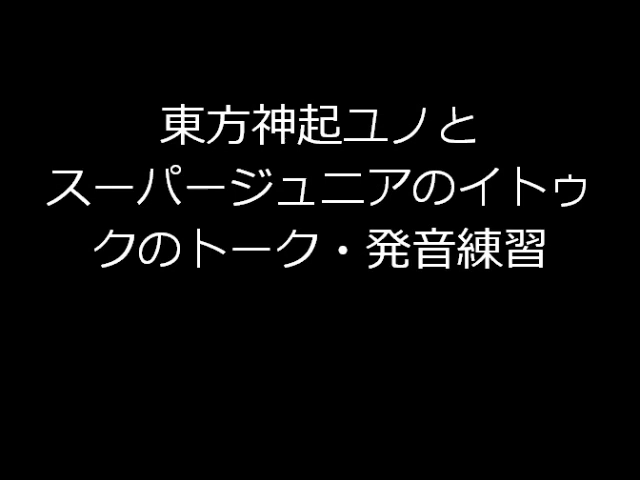 東方神起ユノと
スーパージュニアのイトゥ
クのトーク・発音練習